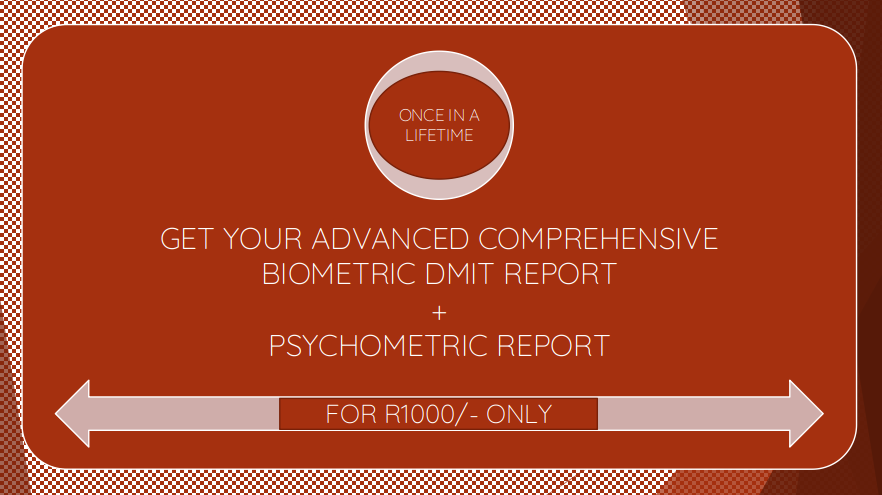 ONCE IN A
LIFETIME
GET YOUR ADVANCED COMPREHENSIVE
BIOMETRIC DMIT REPORT
+
PSYCHOMETRIC REPORT
FOR R1000/- ONLY